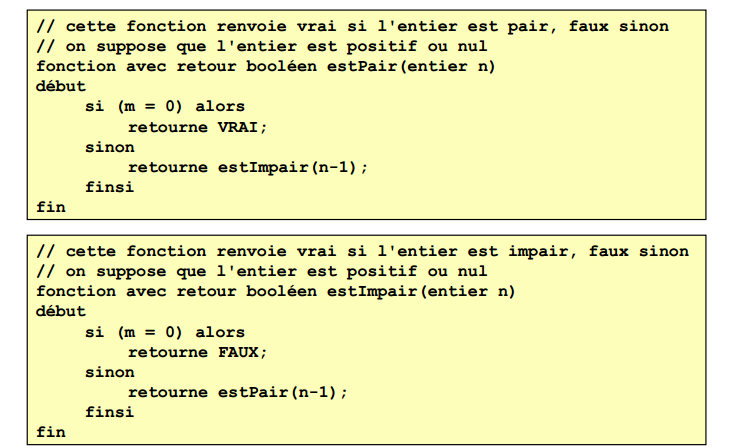 // cette fonction renvoie vrai si l'entier est pair, faux sinon
// on suppose que l'entier est positif ou nul
fonction avec retour booléen estPair(entier n)
début
si (m = 0) alors
retourne VRAI;
sinon
retourne estImpair(n-1);
finsi
fin
// cette fonction renvoie vrai si l'entier est impair, faux sinon
// on suppose que l'entier est positif ou nul
fonction avec retour booléen estImpair(entier n)
début
si (m = 0) alors
retourne FAUX;
sinon
retourne estPair(n-1);
finsi
fin